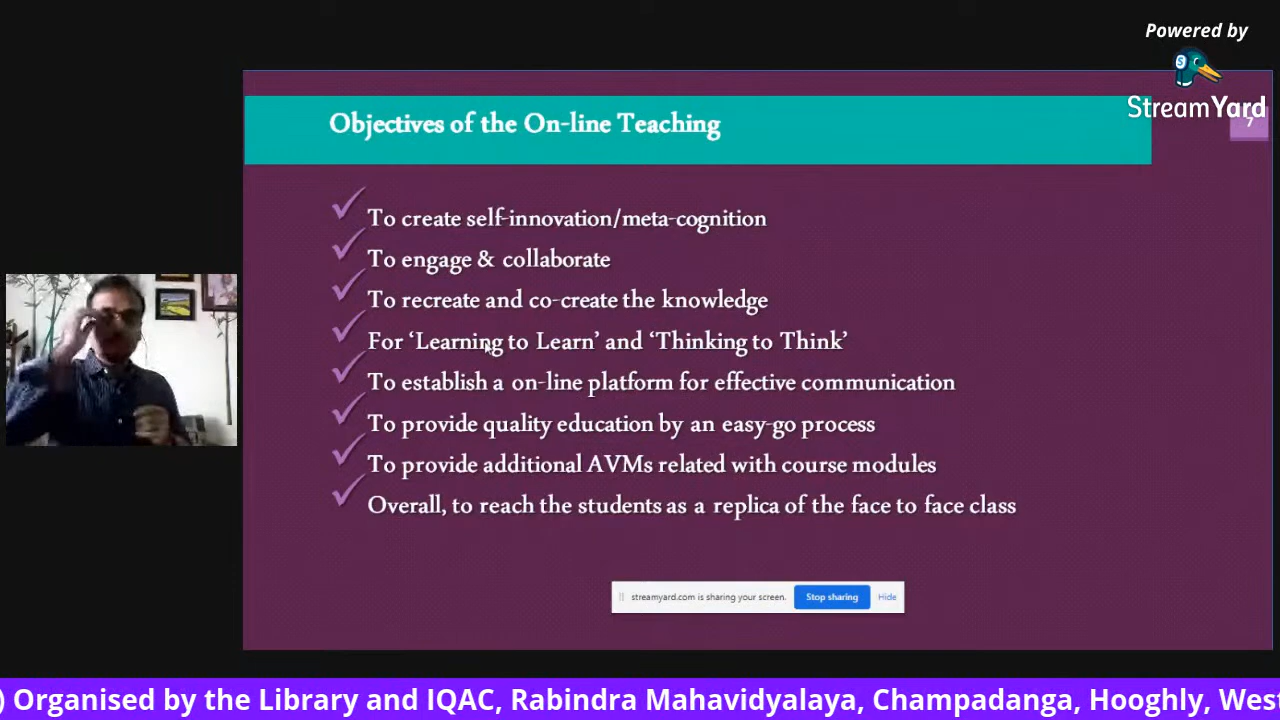 Powered by
StreamYard
Objectives of the On-line Teaching
7
To create self-innovation/meta-cognition
To engage & collaborate
To recreate and co-create the knowledge
For ‘Learning to Learn’ and ‘Thinking to Think’
To establish a on-line platform for effective communication
To provide quality education by an easy-go process
To provide additional AVMs related with course modules
Overall, to reach the students as a replica of the face to face class
streamyard.com is sharing your screen. Stop sharing Hide
) Organised by the Library and IQAC, Rabindra Mahavidyalaya, Champadanga, Hooghly, West